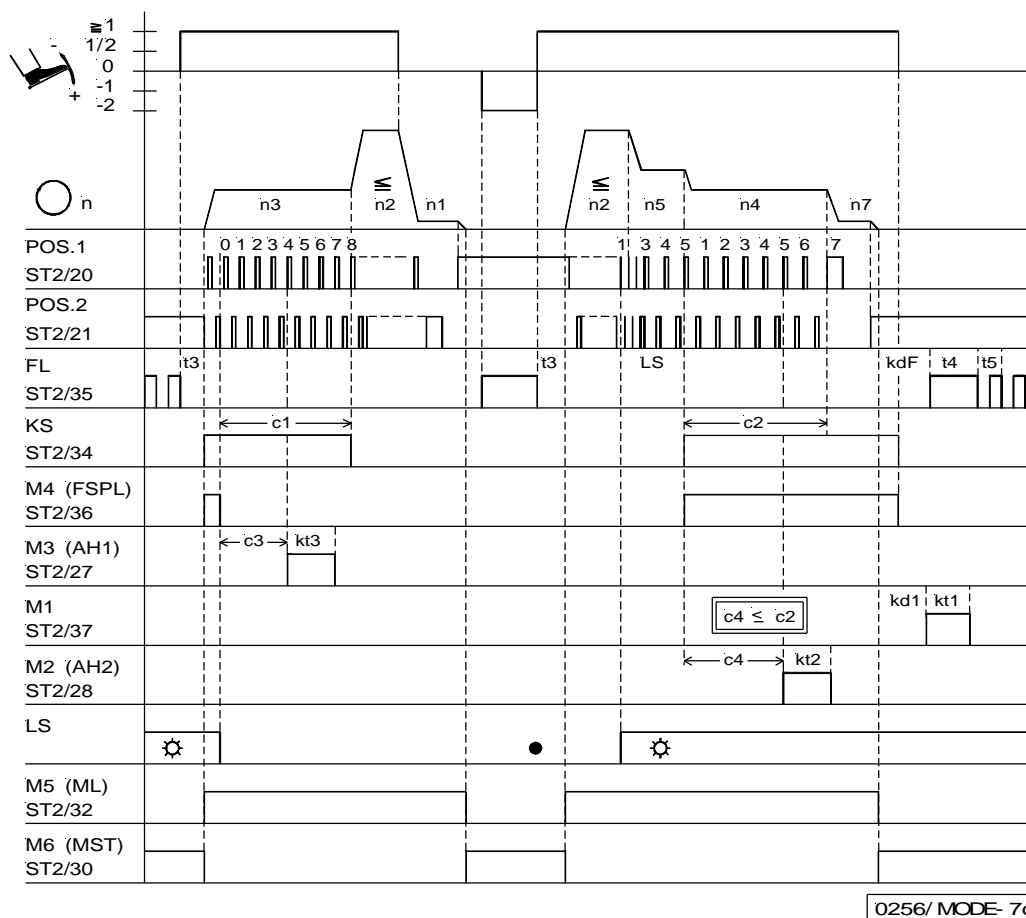 ≧1
- 1/2
0
-1
+ -2
n n3 ≦ n2 n1 ≦ n2 n5 n4 n7
POS.1 0 1 2 3 4 5 6 7 8 1 3 4 5 1 2 3 4 5 6 7
ST2/20
POS.2
ST2/21
FL t3 t3 LS kdF t4 t5
ST2/35
KS c1 c2
ST2/34
M4 (FSPL)
ST2/36
M3 (AH1) c3 kt3
ST2/27
M1 kd1 kt1
ST2/37 c4 ≤ c2
M2 (AH2) c4 kt2
ST2/28
LS
M5 (ML)
ST2/32
M6 (MST)
ST2/30